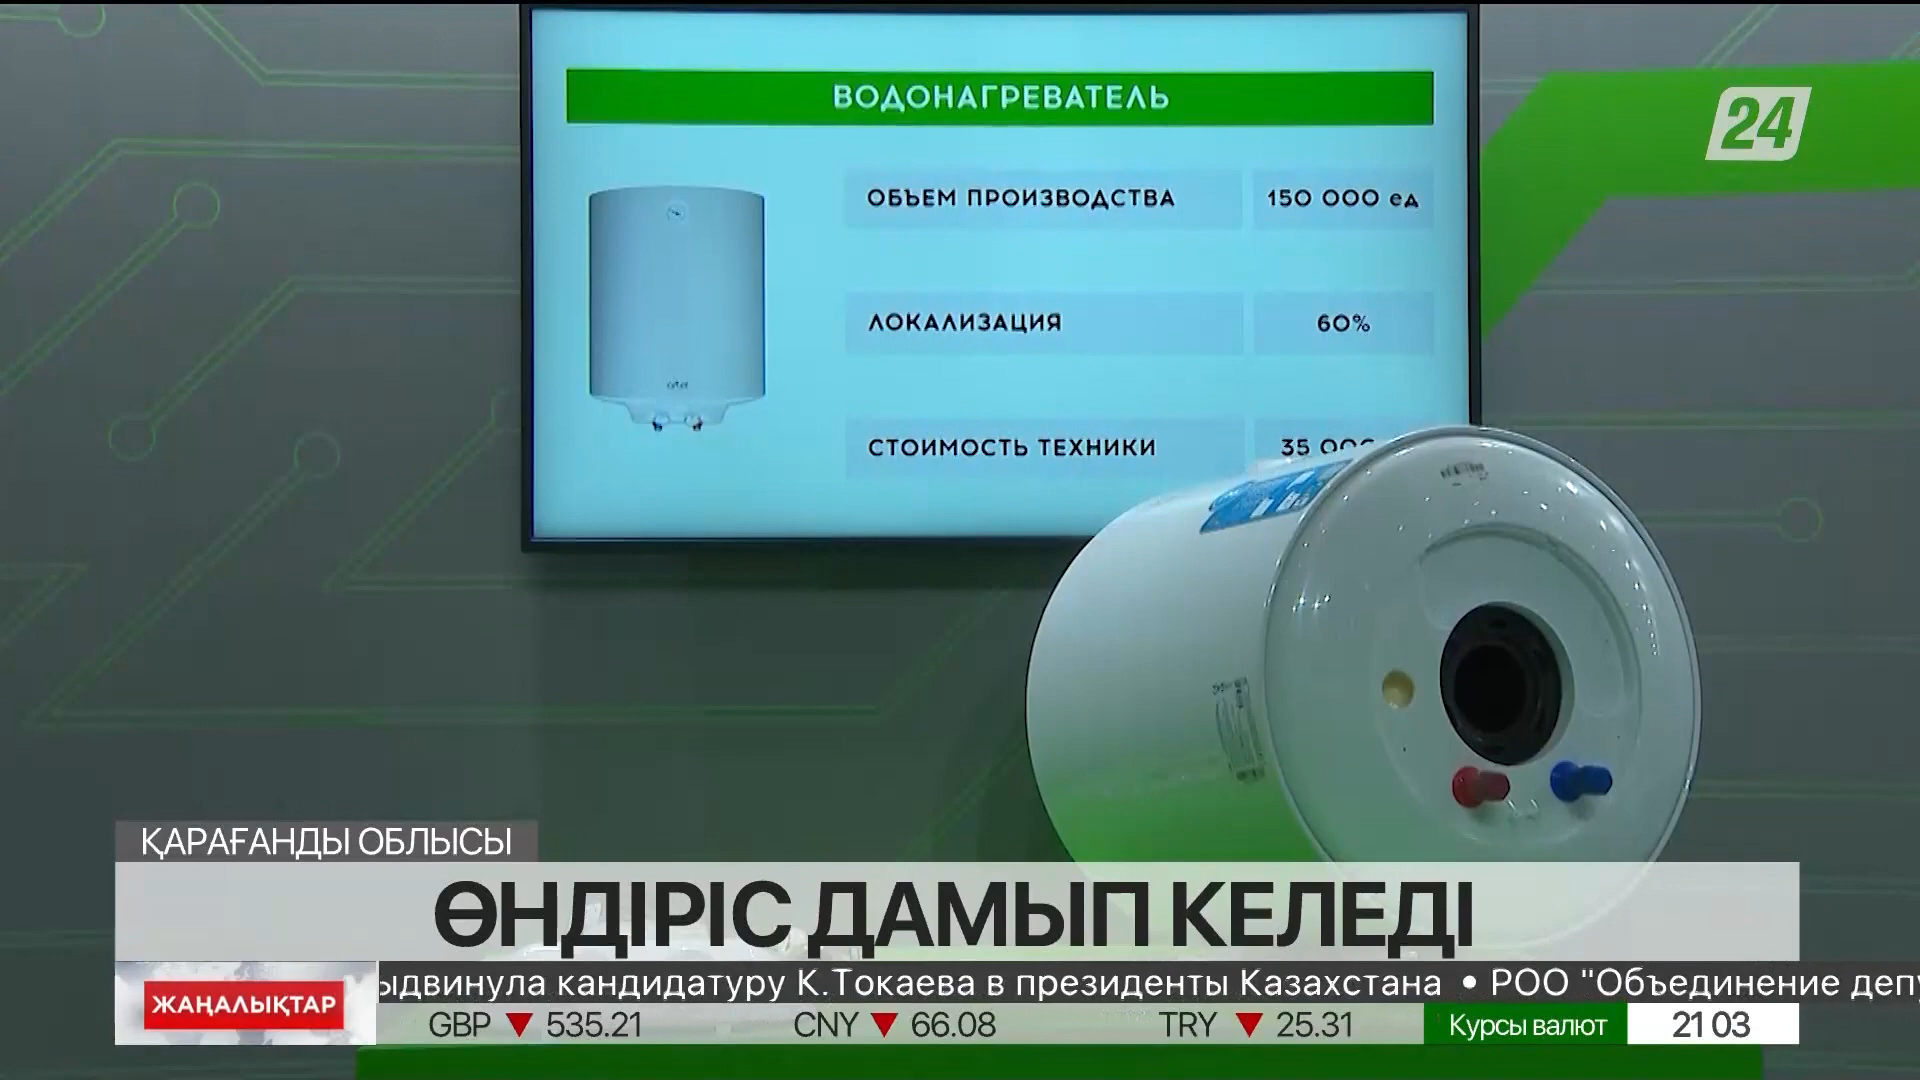 ВОДОНАГРЕВАТЕЛЬ
24
ОБЪЕМ ПРОИЗВОДСТВА 150 000 ед
ЛОКАЛИЗАЦИЯ 60%
СТОИМОСТЬ ТЕХНИКИ 35
ҚАРАҒАНДЫ ОБЛЫСЫ
ӨНДІРІС ДАМЫП КЕЛЕДІ
ыдвинула кандидатуру К.Токаева в президенты Казахстана • РОО "Объединение депу
ЖАҢАЛЫҚТАР
GBP ▼ 535.21 CNY ▼ 66.08 TRY ▼ 25.31 Курсы валют 21 03